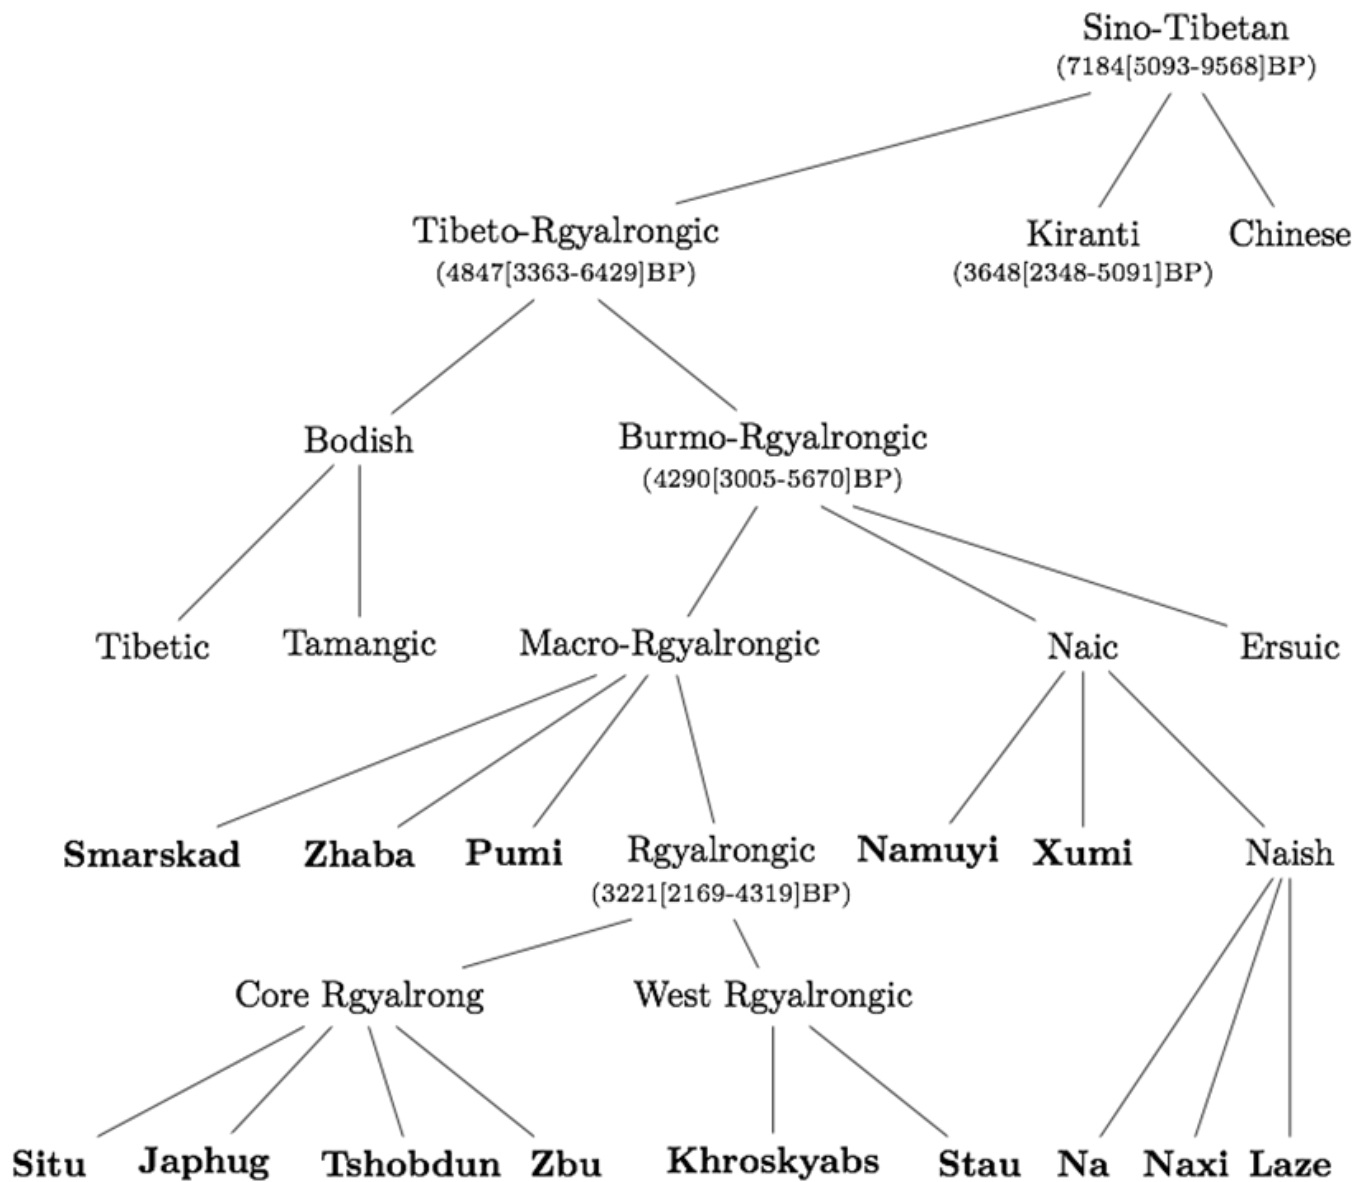 Sino-Tibetan
(7184[5093-9568]BP)
Tibeto-Rgyalrongic
(4847[3363-6429]BP)
Kiranti
(3648[2348-5091]BP)
Chinese
Bodish
Burmo-Rgyalrongic
(4290[3005-5670]BP)
Tibetic
Tamangic
Macro-Rgyalrongic
Naic
Ersuic
Smarskad
Zhaba
Pumi
Rgyalrongic
(3221[2169-4319]BP)
Namuyi
Xumi
Naish
Core Rgyalrong
West Rgyalrongic
Situ
Japhug
Tshobdun
Zbu
Khroskyabs
Stau
Na
Naxi
Laze